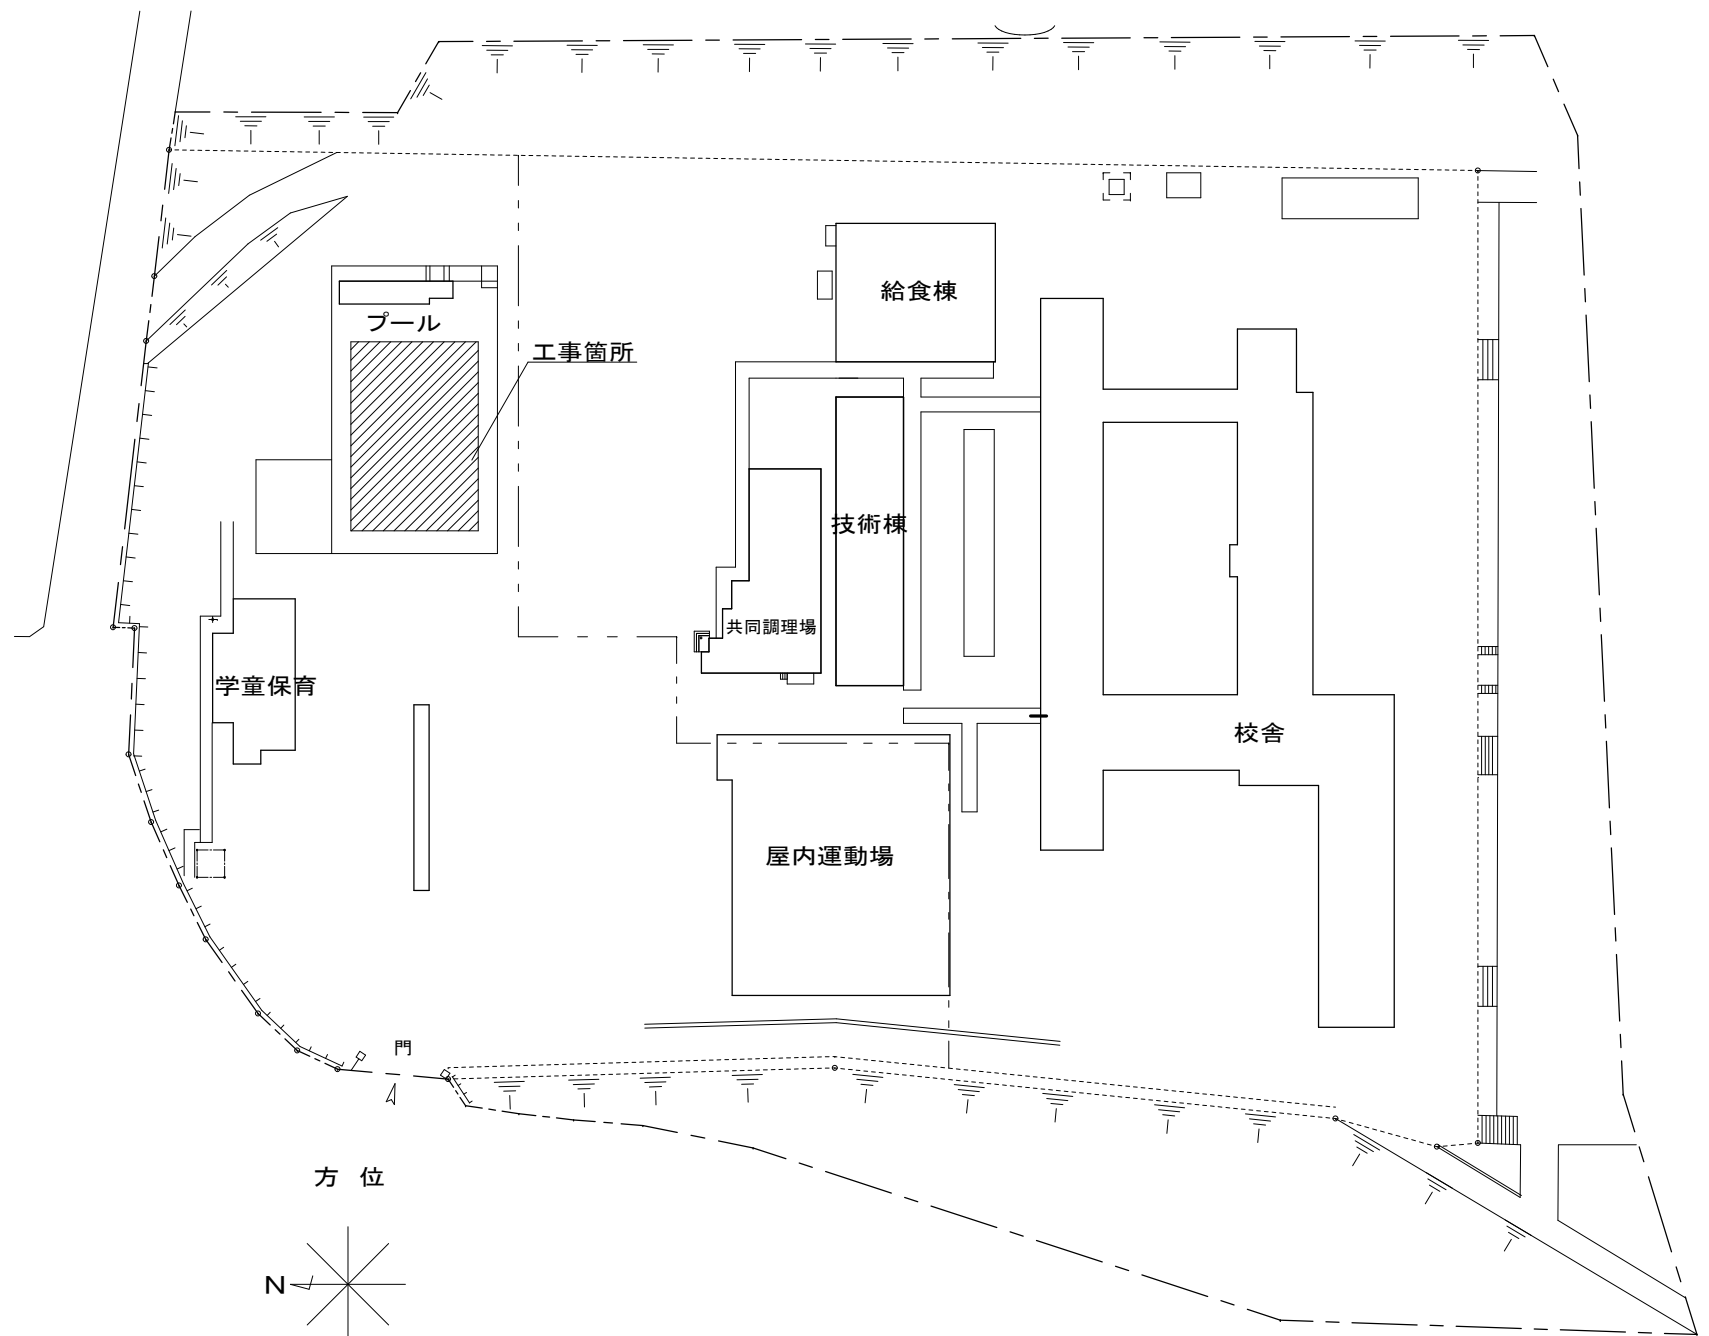 給食棟
プール
工事箇所
技術棟
共同調理場
学童保育
校舎
屋内運動場
門
方 位
N